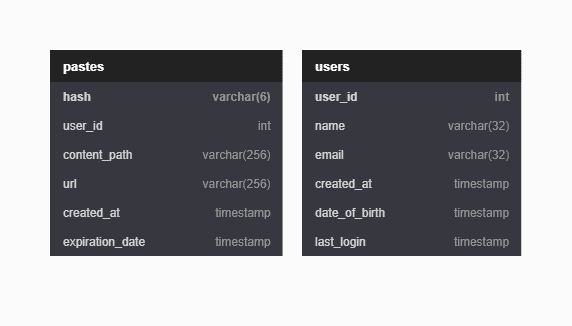 pastes
hash varchar(6)
user_id int
content_path varchar(256)
url varchar(256)
created_at timestamp
expiration_date timestamp
users
user_id int
name varchar(32)
email varchar(32)
created_at timestamp
date_of_birth timestamp
last_login timestamp